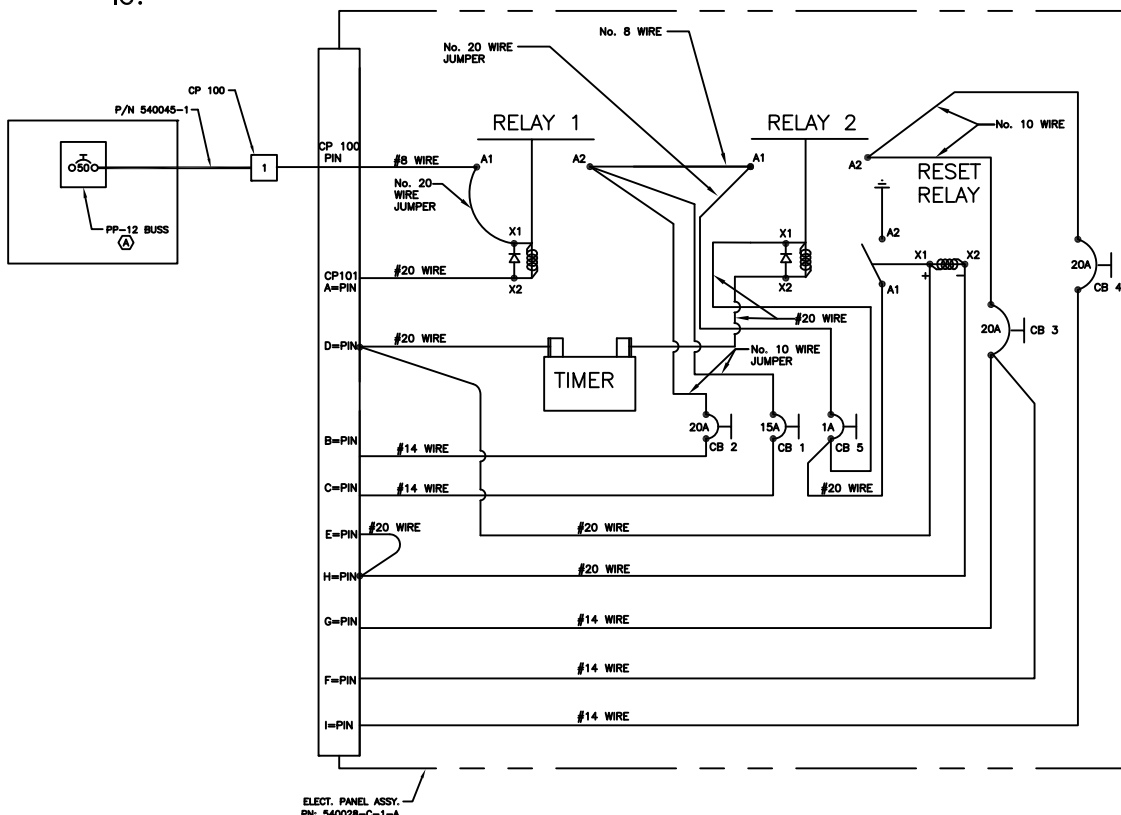 No. 8 WIRE
No. 20 WIRE
JUMPER
CP 100
P/N 540045-1
RELAY 1
RELAY 2
No. 10 WIRE
CP 100
PIN
1
50
#8 WIRE
A1
A2
A1
A2
RESET
RELAY
No. 20
WIRE
JUMPER
PP-12 BUSS
A
X1
X2
X1
X2
A2
A1
X1
X2
+
−
20A
CB 4
CP101
A=PIN
#20 WIRE
#20 WIRE
20A
CB 3
D=PIN
#20 WIRE
No. 10 WIRE
JUMPER
TIMER
20A
CB 2
15A
CB 1
1A
CB 5
B=PIN
#14 WIRE
C=PIN
#14 WIRE
#20 WIRE
E=PIN
#20 WIRE
#20 WIRE
H=PIN
#20 WIRE
G=PIN
#14 WIRE
F=PIN
#14 WIRE
I=PIN
#14 WIRE
ELECT. PANEL ASSY.
PN: 540028-C-1-A